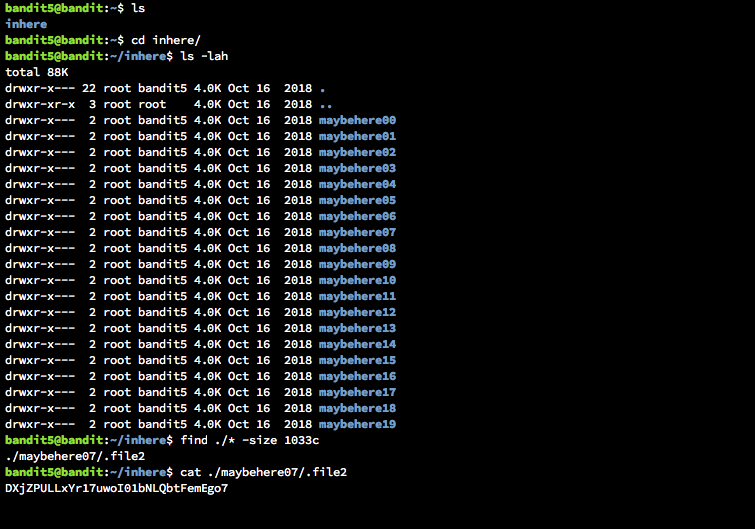 bandit5@bandit:~$ ls
inhere
bandit5@bandit:~$ cd inhere/
bandit5@bandit:~/inhere$ ls -lah
total 88K
drwxr-x--- 22 root bandit5 4.0K Oct 16  2018 .
drwxr-xr-x  3 root root    4.0K Oct 16  2018 ..
drwxr-x---  2 root bandit5 4.0K Oct 16  2018 maybehere00
drwxr-x---  2 root bandit5 4.0K Oct 16  2018 maybehere01
drwxr-x---  2 root bandit5 4.0K Oct 16  2018 maybehere02
drwxr-x---  2 root bandit5 4.0K Oct 16  2018 maybehere03
drwxr-x---  2 root bandit5 4.0K Oct 16  2018 maybehere04
drwxr-x---  2 root bandit5 4.0K Oct 16  2018 maybehere05
drwxr-x---  2 root bandit5 4.0K Oct 16  2018 maybehere06
drwxr-x---  2 root bandit5 4.0K Oct 16  2018 maybehere07
drwxr-x---  2 root bandit5 4.0K Oct 16  2018 maybehere08
drwxr-x---  2 root bandit5 4.0K Oct 16  2018 maybehere09
drwxr-x---  2 root bandit5 4.0K Oct 16  2018 maybehere10
drwxr-x---  2 root bandit5 4.0K Oct 16  2018 maybehere11
drwxr-x---  2 root bandit5 4.0K Oct 16  2018 maybehere12
drwxr-x---  2 root bandit5 4.0K Oct 16  2018 maybehere13
drwxr-x---  2 root bandit5 4.0K Oct 16  2018 maybehere14
drwxr-x---  2 root bandit5 4.0K Oct 16  2018 maybehere15
drwxr-x---  2 root bandit5 4.0K Oct 16  2018 maybehere16
drwxr-x---  2 root bandit5 4.0K Oct 16  2018 maybehere17
drwxr-x---  2 root bandit5 4.0K Oct 16  2018 maybehere18
drwxr-x---  2 root bandit5 4.0K Oct 16  2018 maybehere19
bandit5@bandit:~/inhere$ find ./* -size 1033c
./maybehere07/.file2
bandit5@bandit:~/inhere$ cat ./maybehere07/.file2
DXjZPULLxYr17uwoI01bNLQbtFemEgo7